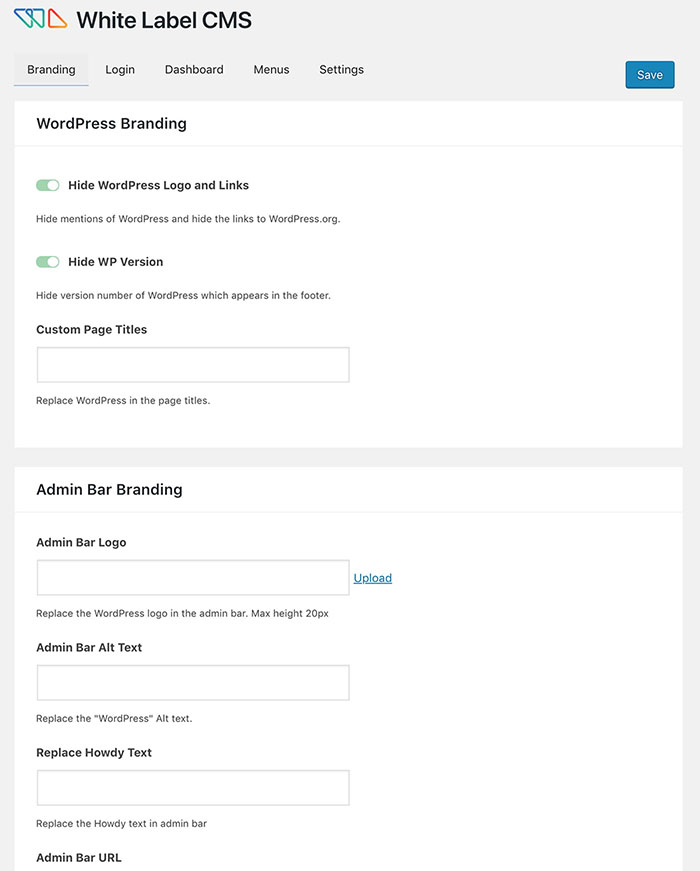 White Label CMS
Branding Login Dashboard Menus Settings
Save
WordPress Branding
Hide WordPress Logo and Links
Hide mentions of WordPress and hide the links to WordPress.org.
Hide WP Version
Hide version number of WordPress which appears in the footer.
Custom Page Titles
Replace WordPress in the page titles.
Admin Bar Branding
Admin Bar Logo
Upload
Replace the WordPress logo in the admin bar. Max height 20px
Admin Bar Alt Text
Replace the "WordPress" Alt text.
Replace Howdy Text
Replace the Howdy text in admin bar
Admin Bar URL